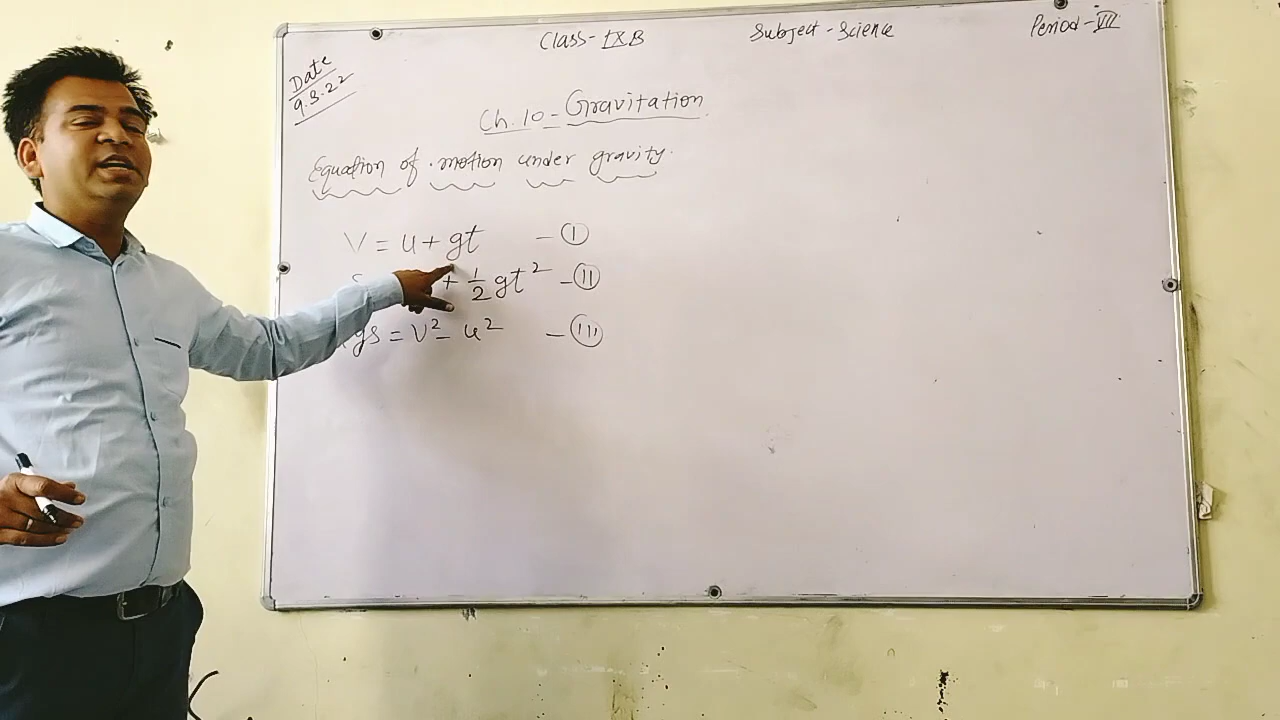 Class-IX.B Subject-Science Period-VII
Date
9.3.22
Ch.10-Gravitation
Equation of motion under gravity.
V = u + gt - I
+ 1/2 gt² - II
gs = V² - u² - III